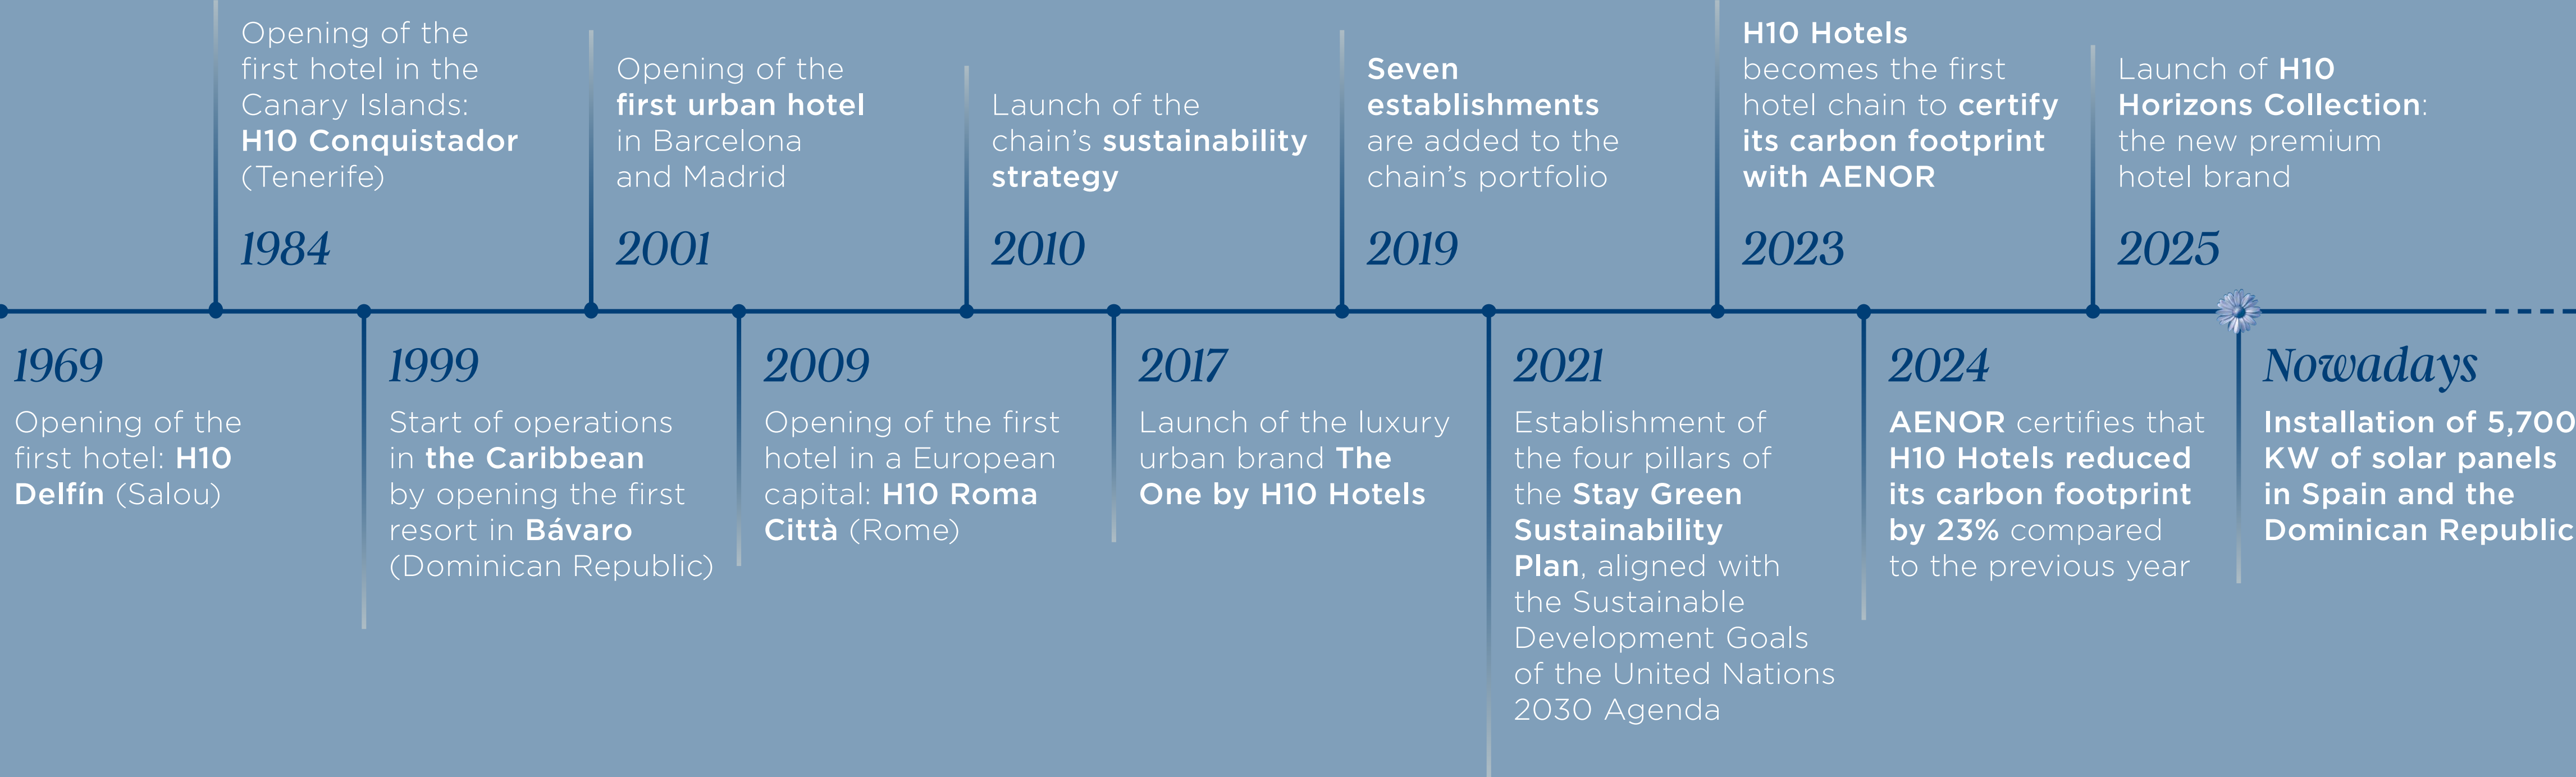 Opening of the
first hotel in the
Canary Islands:
H10 Conquistador
(Tenerife)
1984
Opening of the
first urban hotel
in Barcelona
and Madrid
2001
Launch of the
chain’s sustainability
strategy
2010
Seven
establishments
are added to the
chain’s portfolio
2019
H10 Hotels
becomes the first
hotel chain to certify
its carbon footprint
with AENOR
2023
Launch of H10
Horizons Collection:
the new premium
hotel brand
2025
1969
Opening of the
first hotel: H10
Delfín (Salou)
1999
Start of operations
in the Caribbean
by opening the first
resort in Bávaro
(Dominican Republic)
2009
Opening of the first
hotel in a European
capital: H10 Roma
Città (Rome)
2017
Launch of the luxury
urban brand The
One by H10 Hotels
2021
Establishment of
the four pillars of
the Stay Green
Sustainability
Plan, aligned with
the Sustainable
Development Goals
of the United Nations
2030 Agenda
2024
AENOR certifies that
H10 Hotels reduced
its carbon footprint
by 23% compared
to the previous year
Nowadays
Installation of 5,700
KW of solar panels
in Spain and the
Dominican Republic